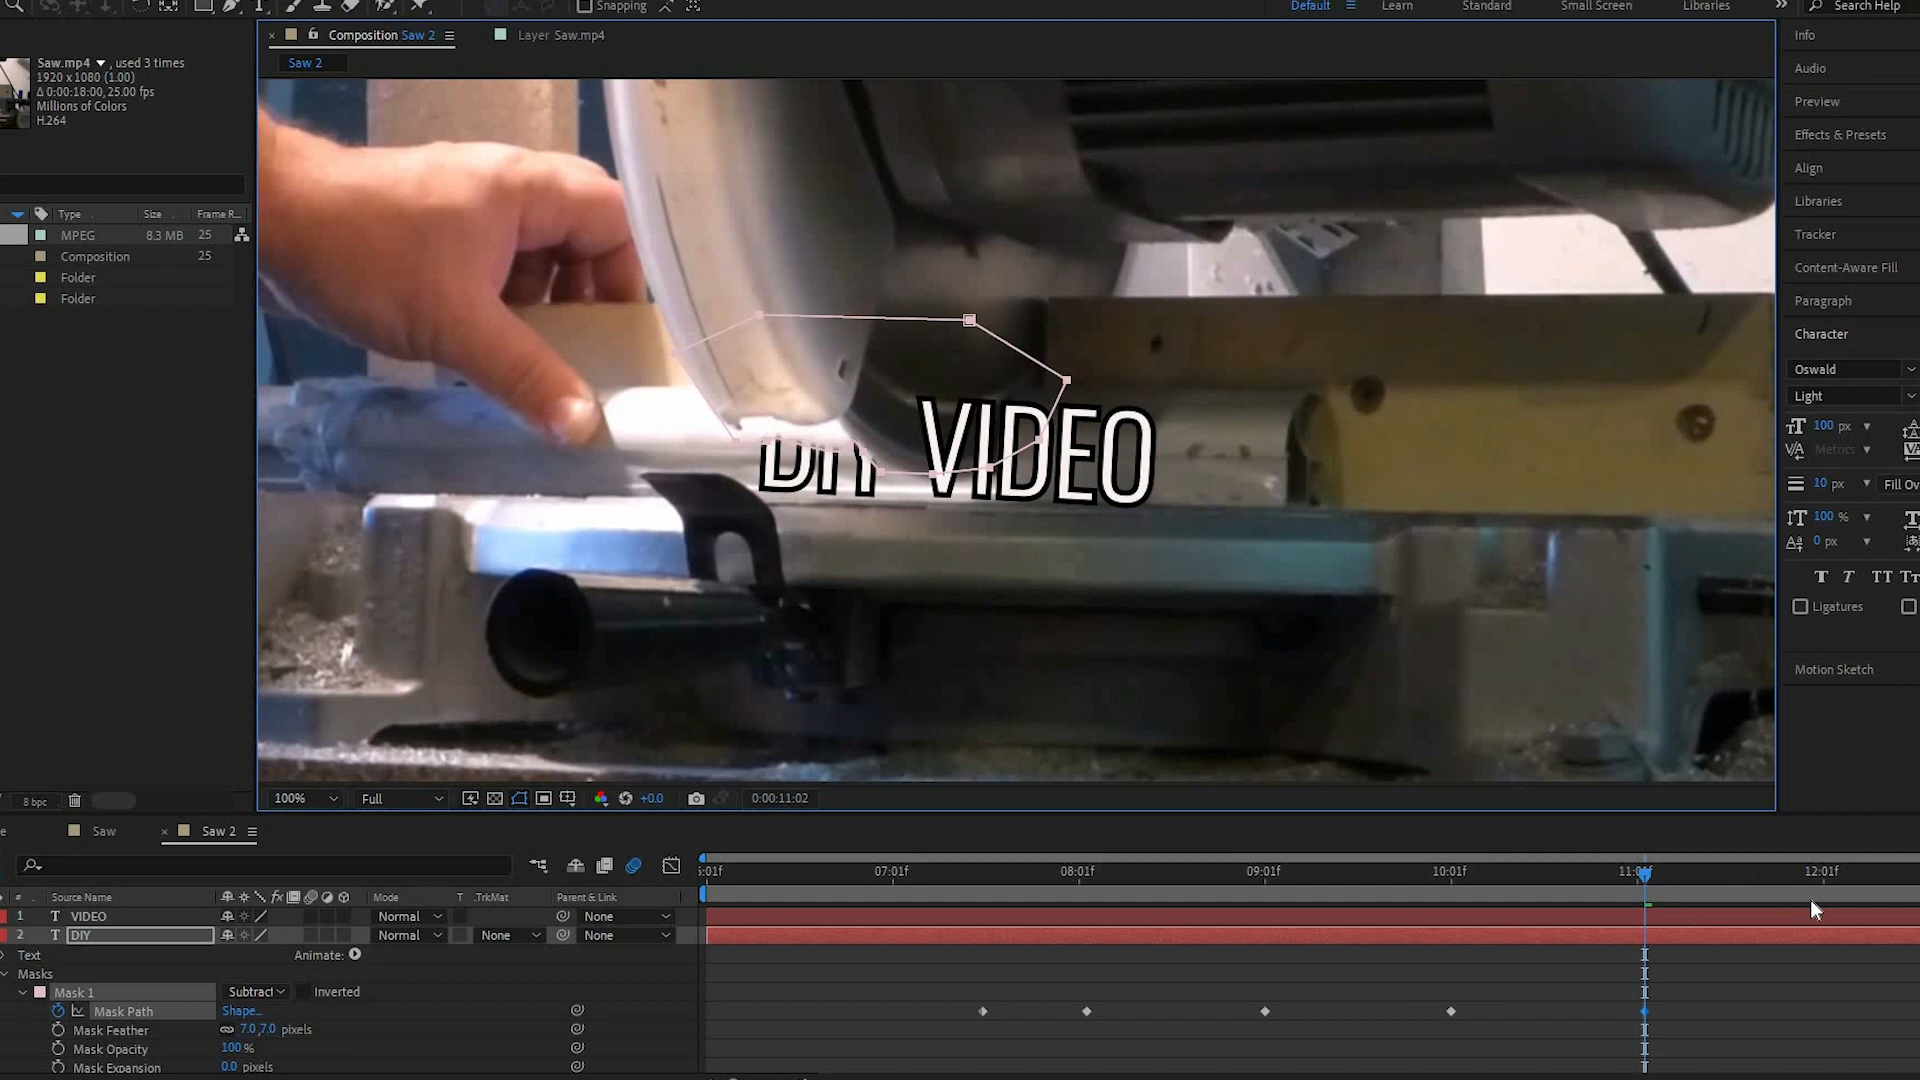 Snapping
Default
Learn
Standard
Small Screen
Libraries
Search Help
Composition Saw 2
Layer Saw.mp4
Saw 2
Saw.mp4 , used 3 times
1920 x 1080 (1.00)
Δ 0:00:18:00, 25.00 fps
Millions of Colors
H.264
Type Size Frame R...
MPEG 8.3 MB 25
Composition 25
Folder
Folder
DIY VIDEO
Info
Audio
Preview
Effects & Presets
Align
Libraries
Tracker
Content-Aware Fill
Paragraph
Character
Oswald
Light
100 px
Metrics
10 px Fill Ov
100 %
0 px
T T TT Tт
Ligatures
Motion Sketch
8 bpc
100% Full +0.0 0:00:11:02
Saw
Saw 2
:01f 07:01f 08:01f 09:01f 10:01f 12:01f
# Source Name Mode T .TrkMat Parent & Link
1 T VIDEO Normal None
2 T DIY Normal None None
Text Animate:
Masks
Mask 1 Subtract Inverted
Mask Path Shape...
Mask Feather 7.0,7.0 pixels
Mask Opacity 100 %
Mask Expansion 0.0 pixels